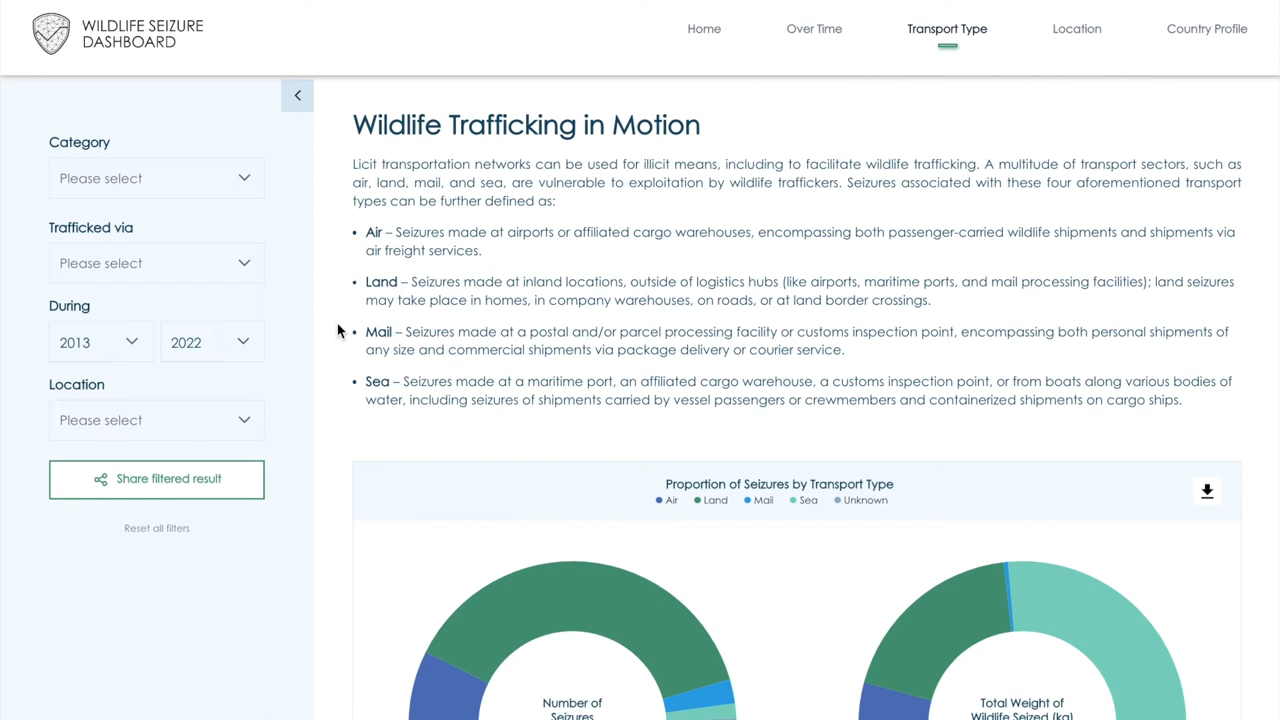 WILDLIFE SEIZURE
DASHBOARD
Home
Over Time
Transport Type
Location
Country Profile
Category
Please select
Trafficked via
Please select
During
2013
2022
Location
Please select
Share filtered result
Reset all filters
Wildlife Trafficking in Motion
Licit transportation networks can be used for illicit means, including to facilitate wildlife trafficking. A multitude of transport sectors, such as
air, land, mail, and sea, are vulnerable to exploitation by wildlife traffickers. Seizures associated with these four aforementioned transport
types can be further defined as:
• Air – Seizures made at airports or affiliated cargo warehouses, encompassing both passenger-carried wildlife shipments and shipments via
air freight services.
• Land – Seizures made at inland locations, outside of logistics hubs (like airports, maritime ports, and mail processing facilities); land seizures
may take place in homes, in company warehouses, on roads, or at land border crossings.
• Mail – Seizures made at a postal and/or parcel processing facility or customs inspection point, encompassing both personal shipments of
any size and commercial shipments via package delivery or courier service.
• Sea – Seizures made at a maritime port, an affiliated cargo warehouse, a customs inspection point, or from boats along various bodies of
water, including seizures of shipments carried by vessel passengers or crewmembers and containerized shipments on cargo ships.
Proportion of Seizures by Transport Type
Air Land Mail Sea Unknown
Number of
Seizures
Total Weight of
Wildlife Seized (kg)